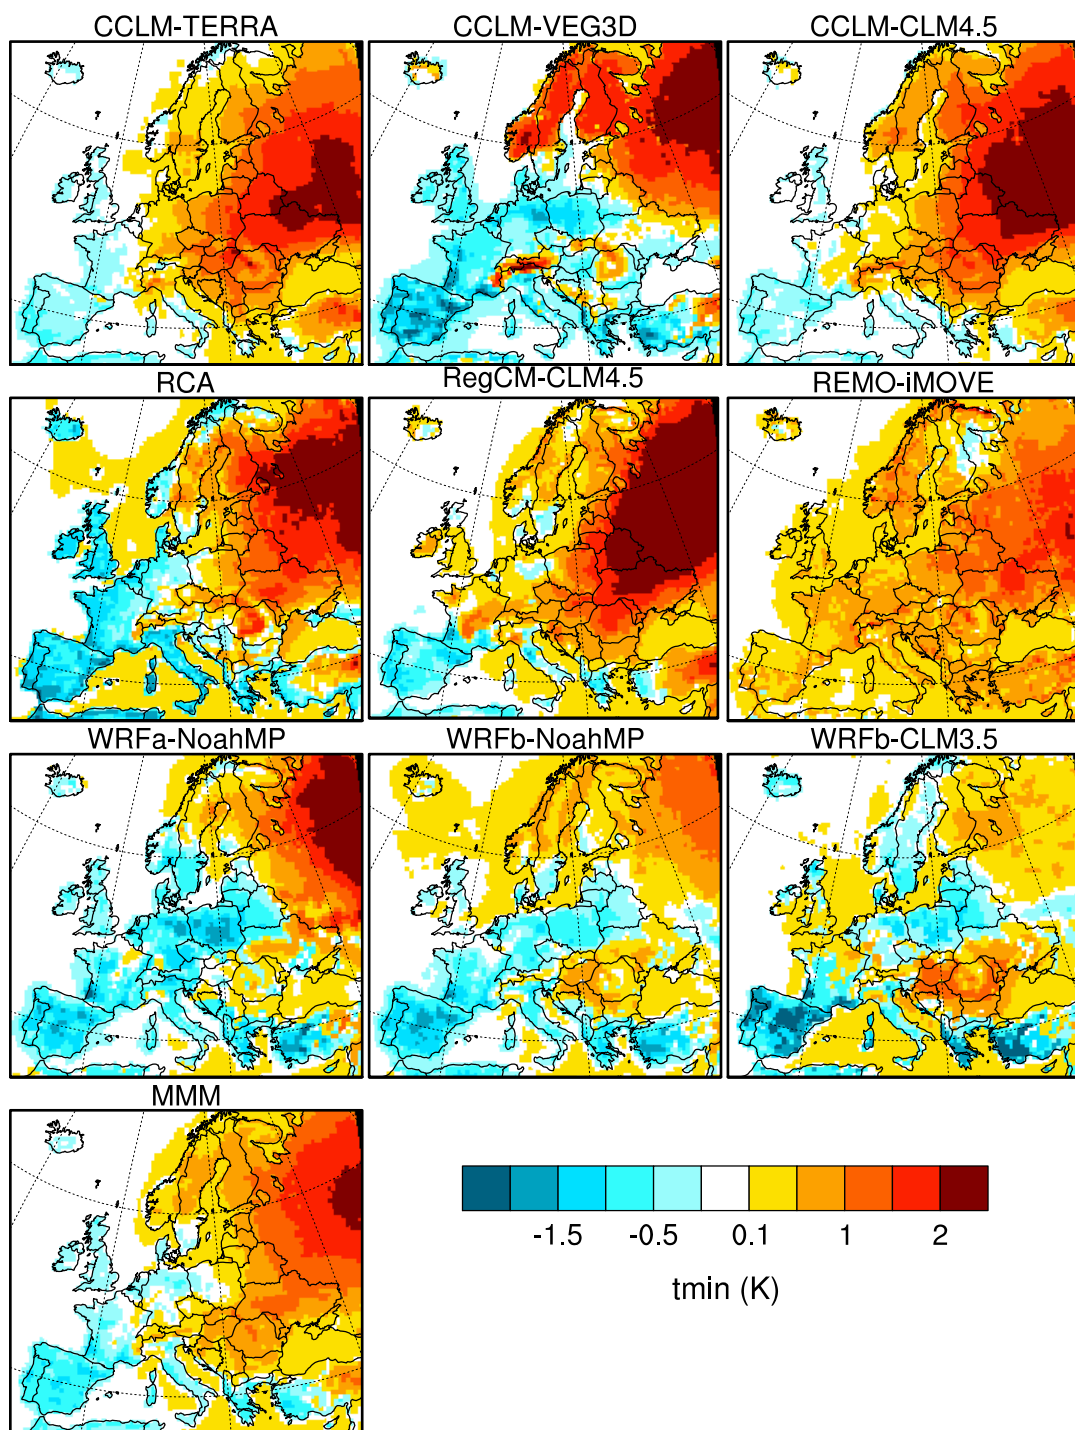 CCLM-TERRA CCLM-VEG3D CCLM-CLM4.5
RCA RegCM-CLM4.5 REMO-iMOVE
WRFa-NoahMP WRFb-NoahMP WRFb-CLM3.5
MMM
-1.5 -0.5 0.1 1 2
tmin (K)